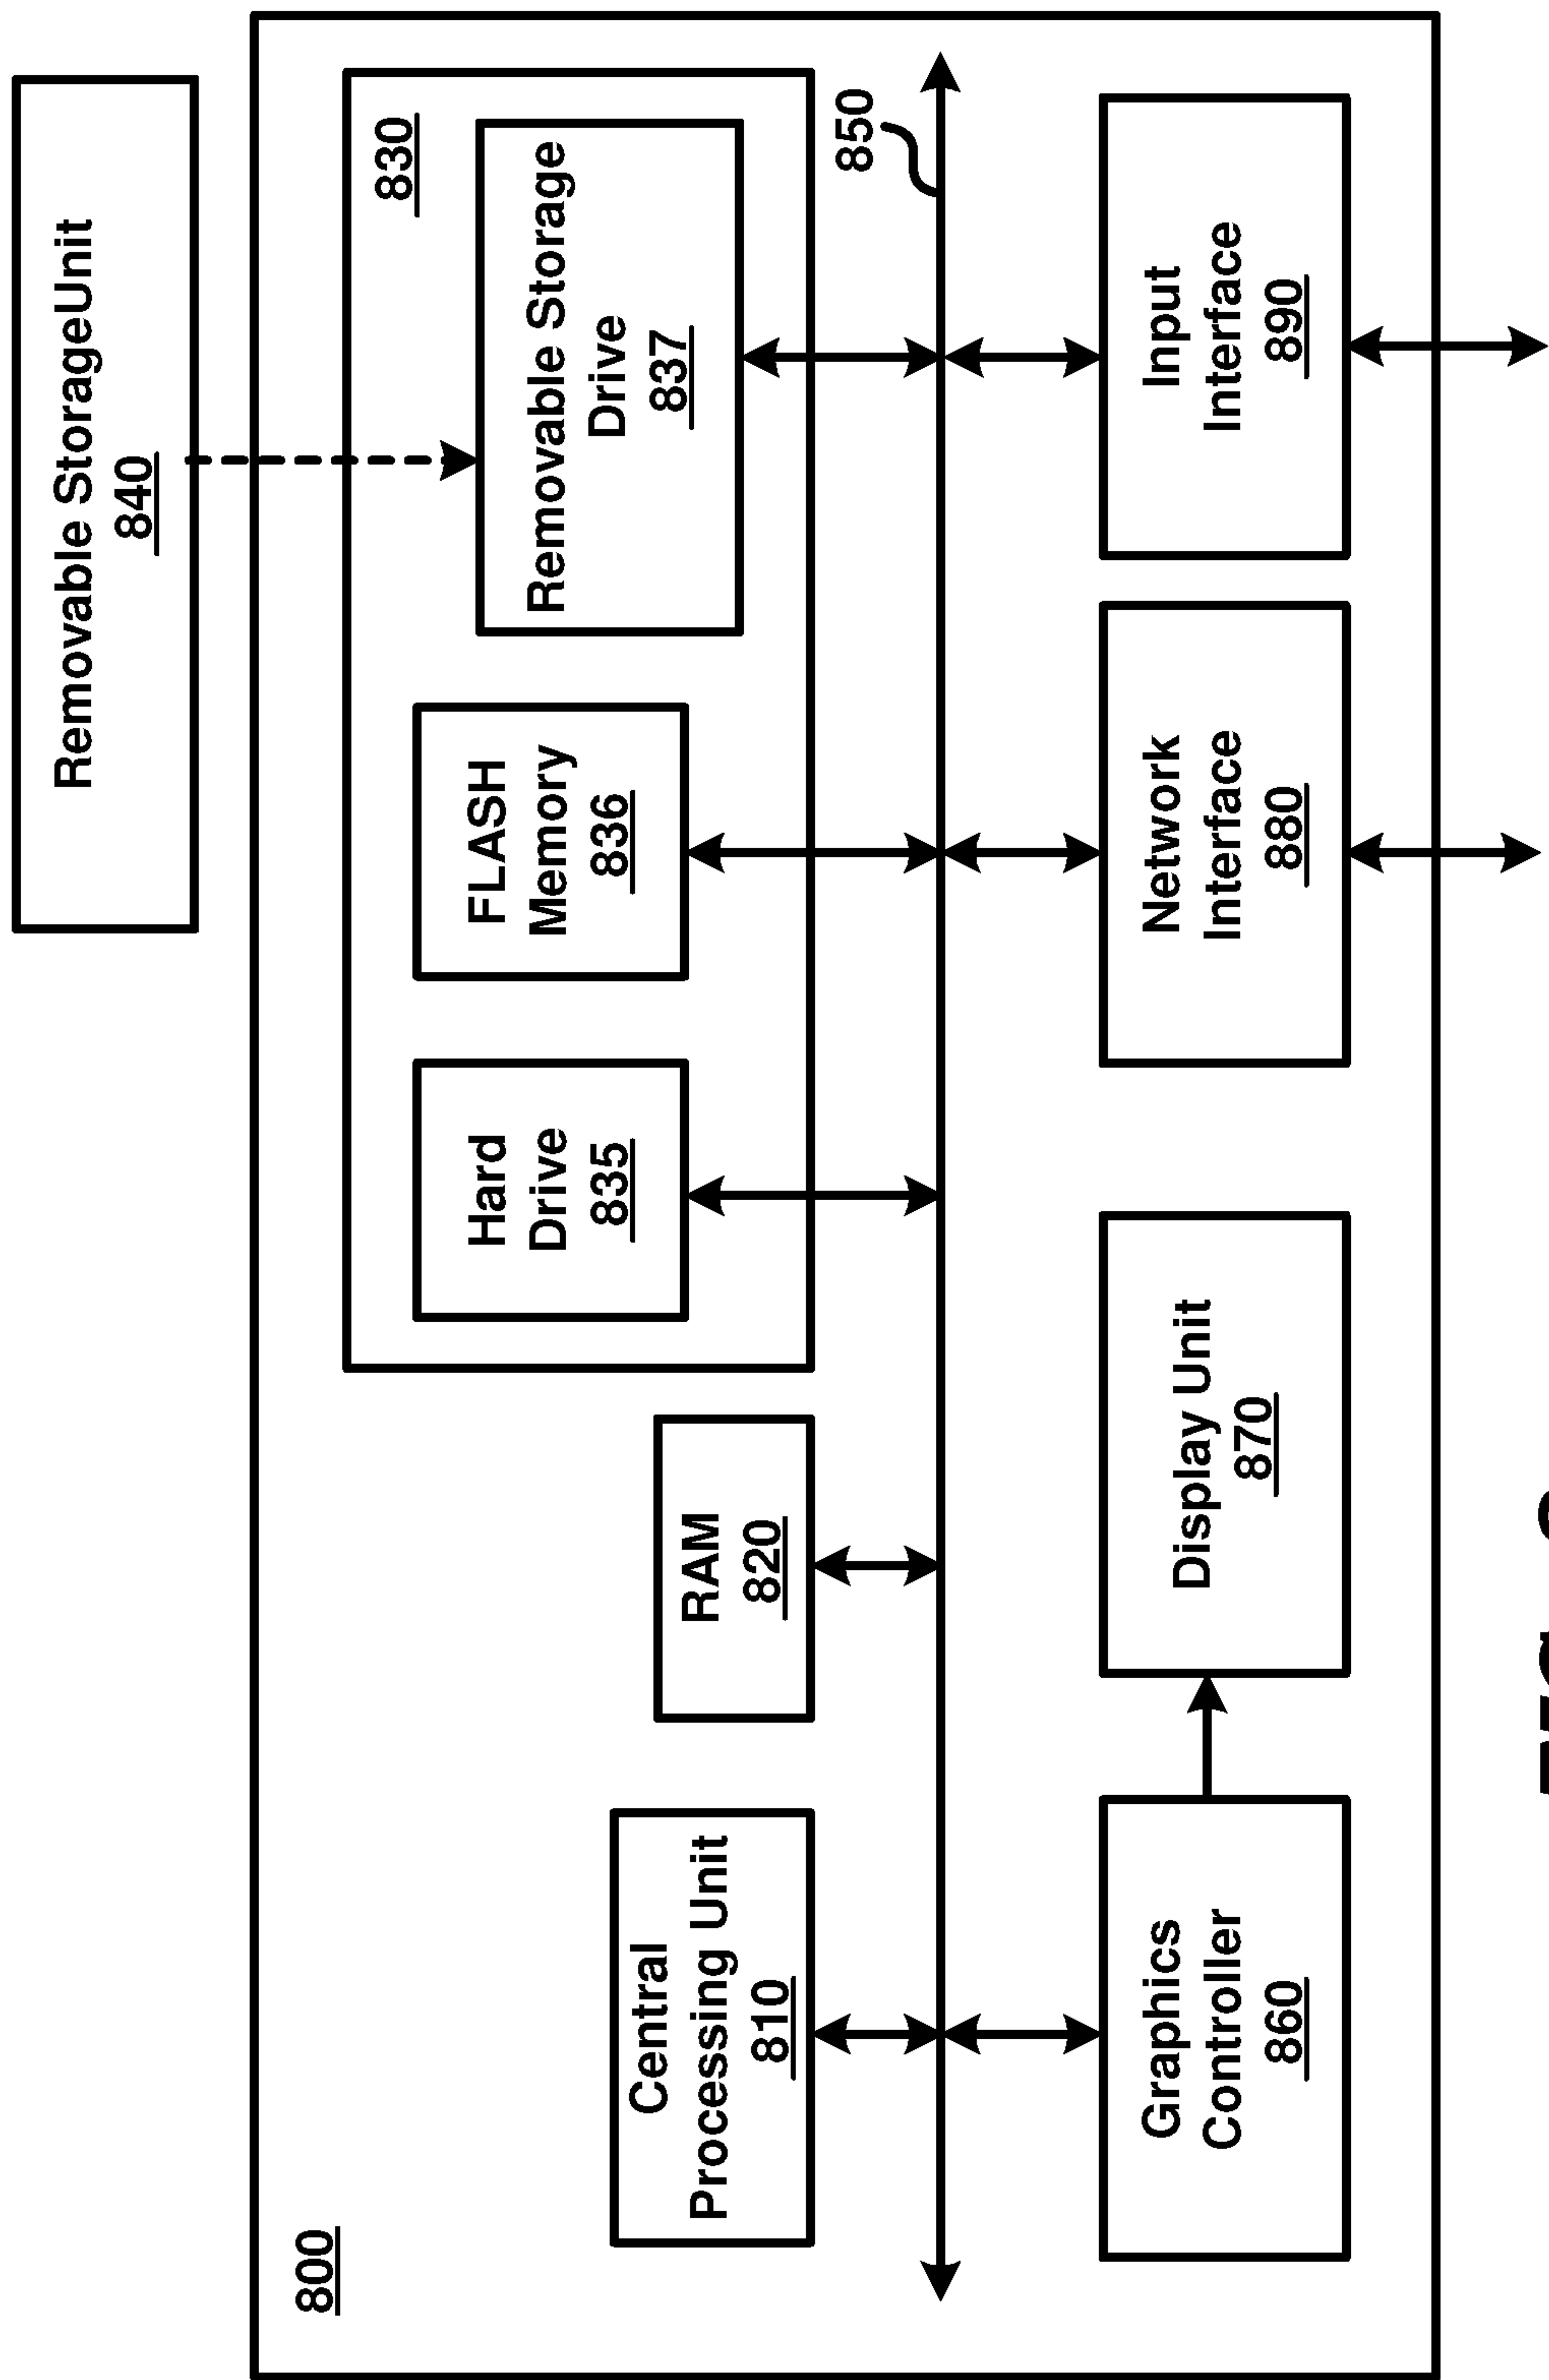 Removable StorageUnit
840
800
830
Central
Processing Unit
810
RAM
820
Hard
Drive
835
FLASH
Memory
836
Removable Storage
Drive
837
850
Graphics
Controller
860
Display Unit
870
Network
Interface
880
Input
Interface
890